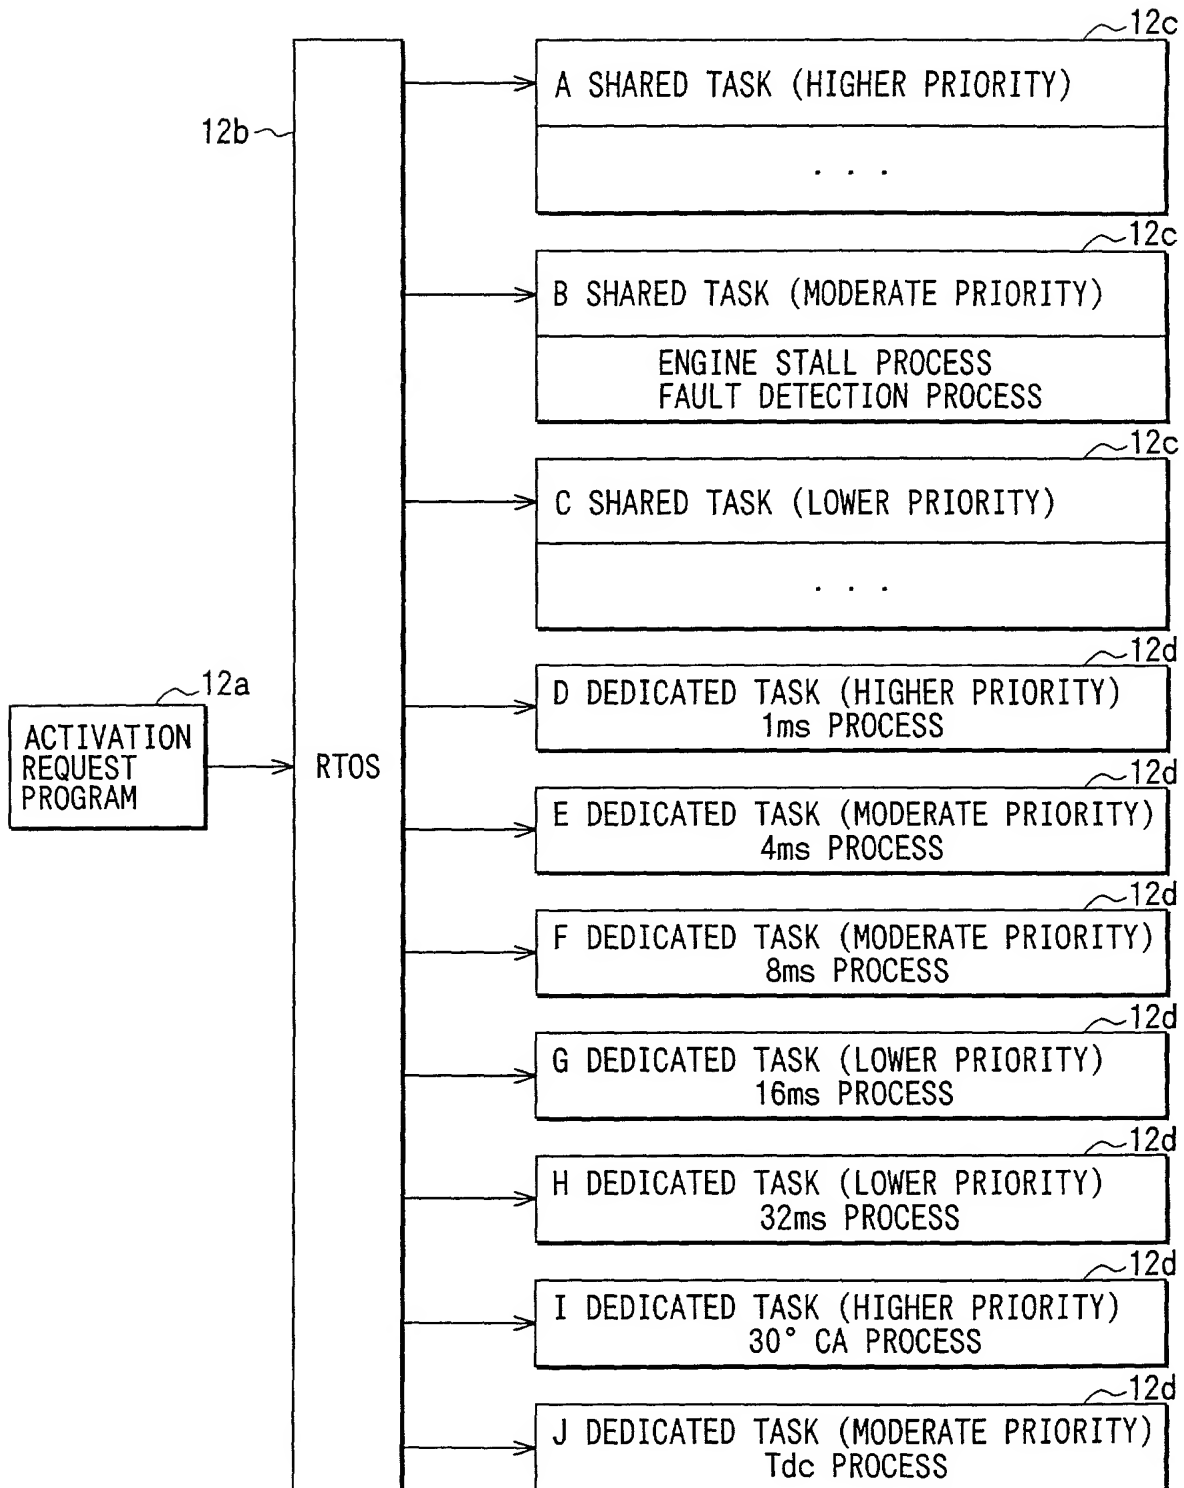 12c
A SHARED TASK (HIGHER PRIORITY)
. . .
12b
12c
B SHARED TASK (MODERATE PRIORITY)
ENGINE STALL PROCESS
FAULT DETECTION PROCESS
12c
C SHARED TASK (LOWER PRIORITY)
. . .
12a
ACTIVATION
REQUEST
PROGRAM
RTOS
12d
D DEDICATED TASK (HIGHER PRIORITY)
1ms PROCESS
12d
E DEDICATED TASK (MODERATE PRIORITY)
4ms PROCESS
12d
F DEDICATED TASK (MODERATE PRIORITY)
8ms PROCESS
12d
G DEDICATED TASK (LOWER PRIORITY)
16ms PROCESS
12d
H DEDICATED TASK (LOWER PRIORITY)
32ms PROCESS
12d
I DEDICATED TASK (HIGHER PRIORITY)
30° CA PROCESS
12d
J DEDICATED TASK (MODERATE PRIORITY)
Tdc PROCESS